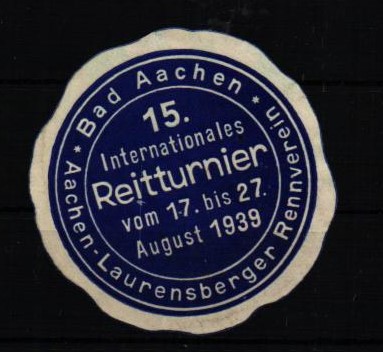 * Bad Aachen *
15.
Internationales
Reitturnier
vom 17. bis 27.
August 1939
Aachen-Laurensberger Rennverein